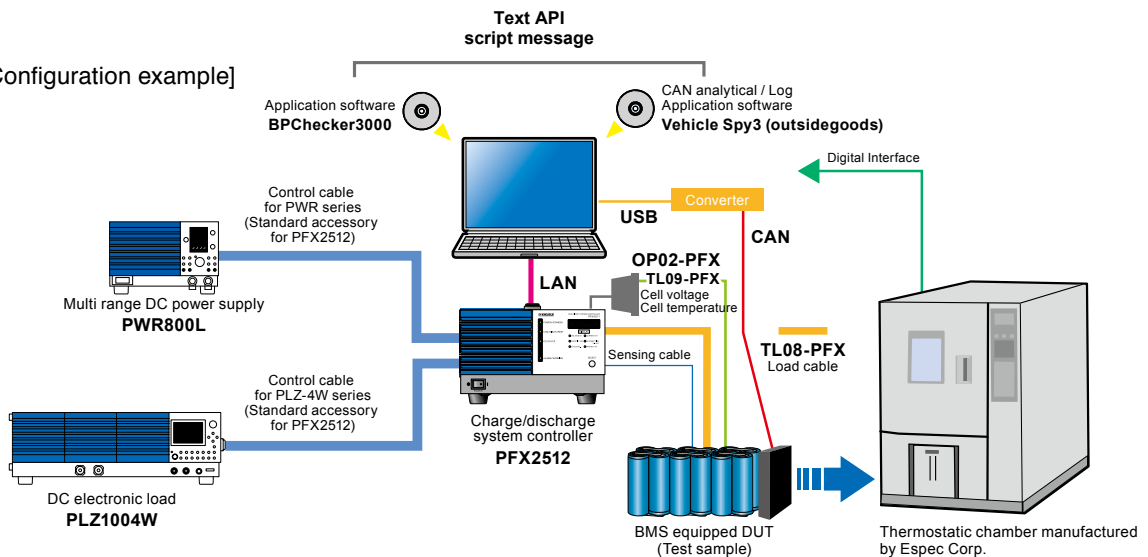 Text API
script message
Configuration example]
Application software
BPChecker3000
CAN analytical / Log
Application software
Vehicle Spy3 (outsidegoods)
Digital Interface
Control cable
for PWR series
(Standard accessory
for PFX2512)
USB
Converter
CAN
Multi range DC power supply
PWR800L
LAN
OP02-PFX
TL09-PFX
Cell voltage
Cell temperature
Sensing cable
TL08-PFX
Load cable
Control cable
for PLZ-4W series
(Standard accessory
for PFX2512)
Charge/discharge
system controller
PFX2512
DC electronic load
PLZ1004W
BMS equipped DUT
(Test sample)
Thermostatic chamber manufactured
by Espec Corp.